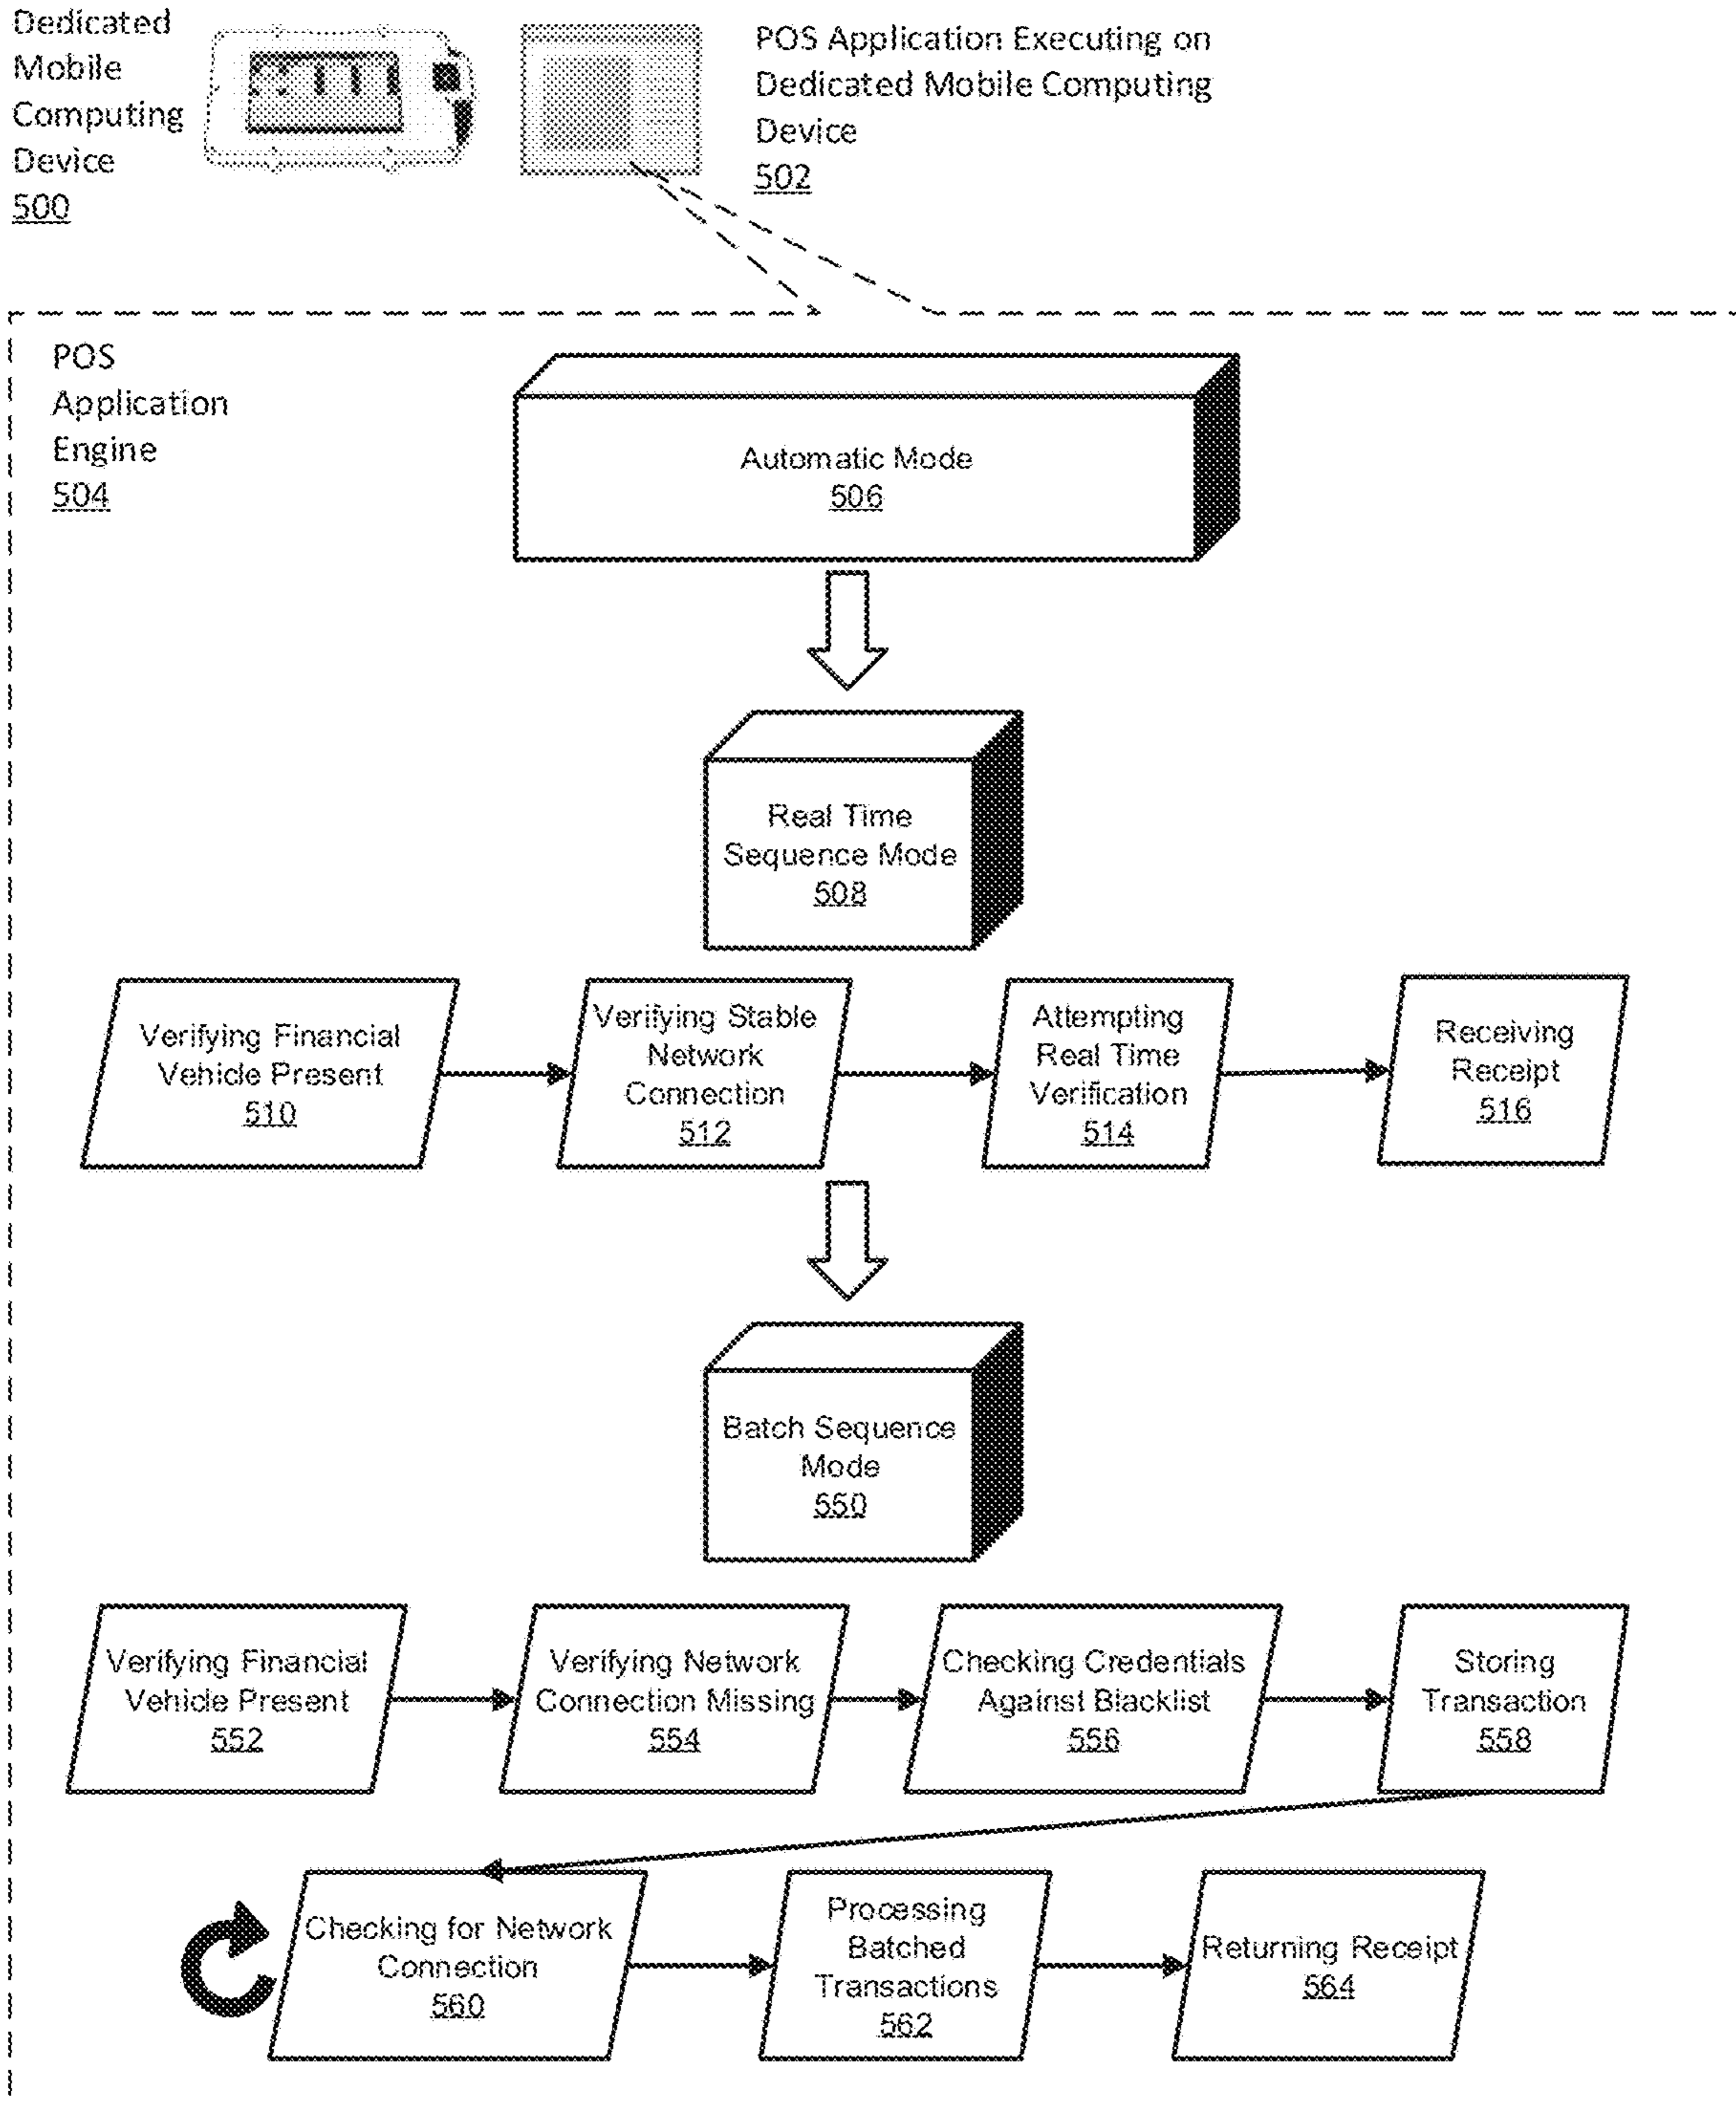 Dedicated
Mobile
Computing
Device
500
POS Application Executing on
Dedicated Mobile Computing
Device
502
POS
Application
Engine
504
Automatic Mode
506
Real Time
Sequence Mode
508
Verifying Financial
Vehicle Present
510
Verifying Stable
Network
Connection
512
Attempting
Real Time
Verification
514
Receiving
Receipt
516
Batch Sequence
Mode
550
Verifying Financial
Vehicle Present
552
Verifying Network
Connection Missing
554
Checking Credentials
Against Blacklist
556
Storing
Transaction
558
Checking for Network
Connection
560
Processing
Batched
Transactions
562
Returning Receipt
564